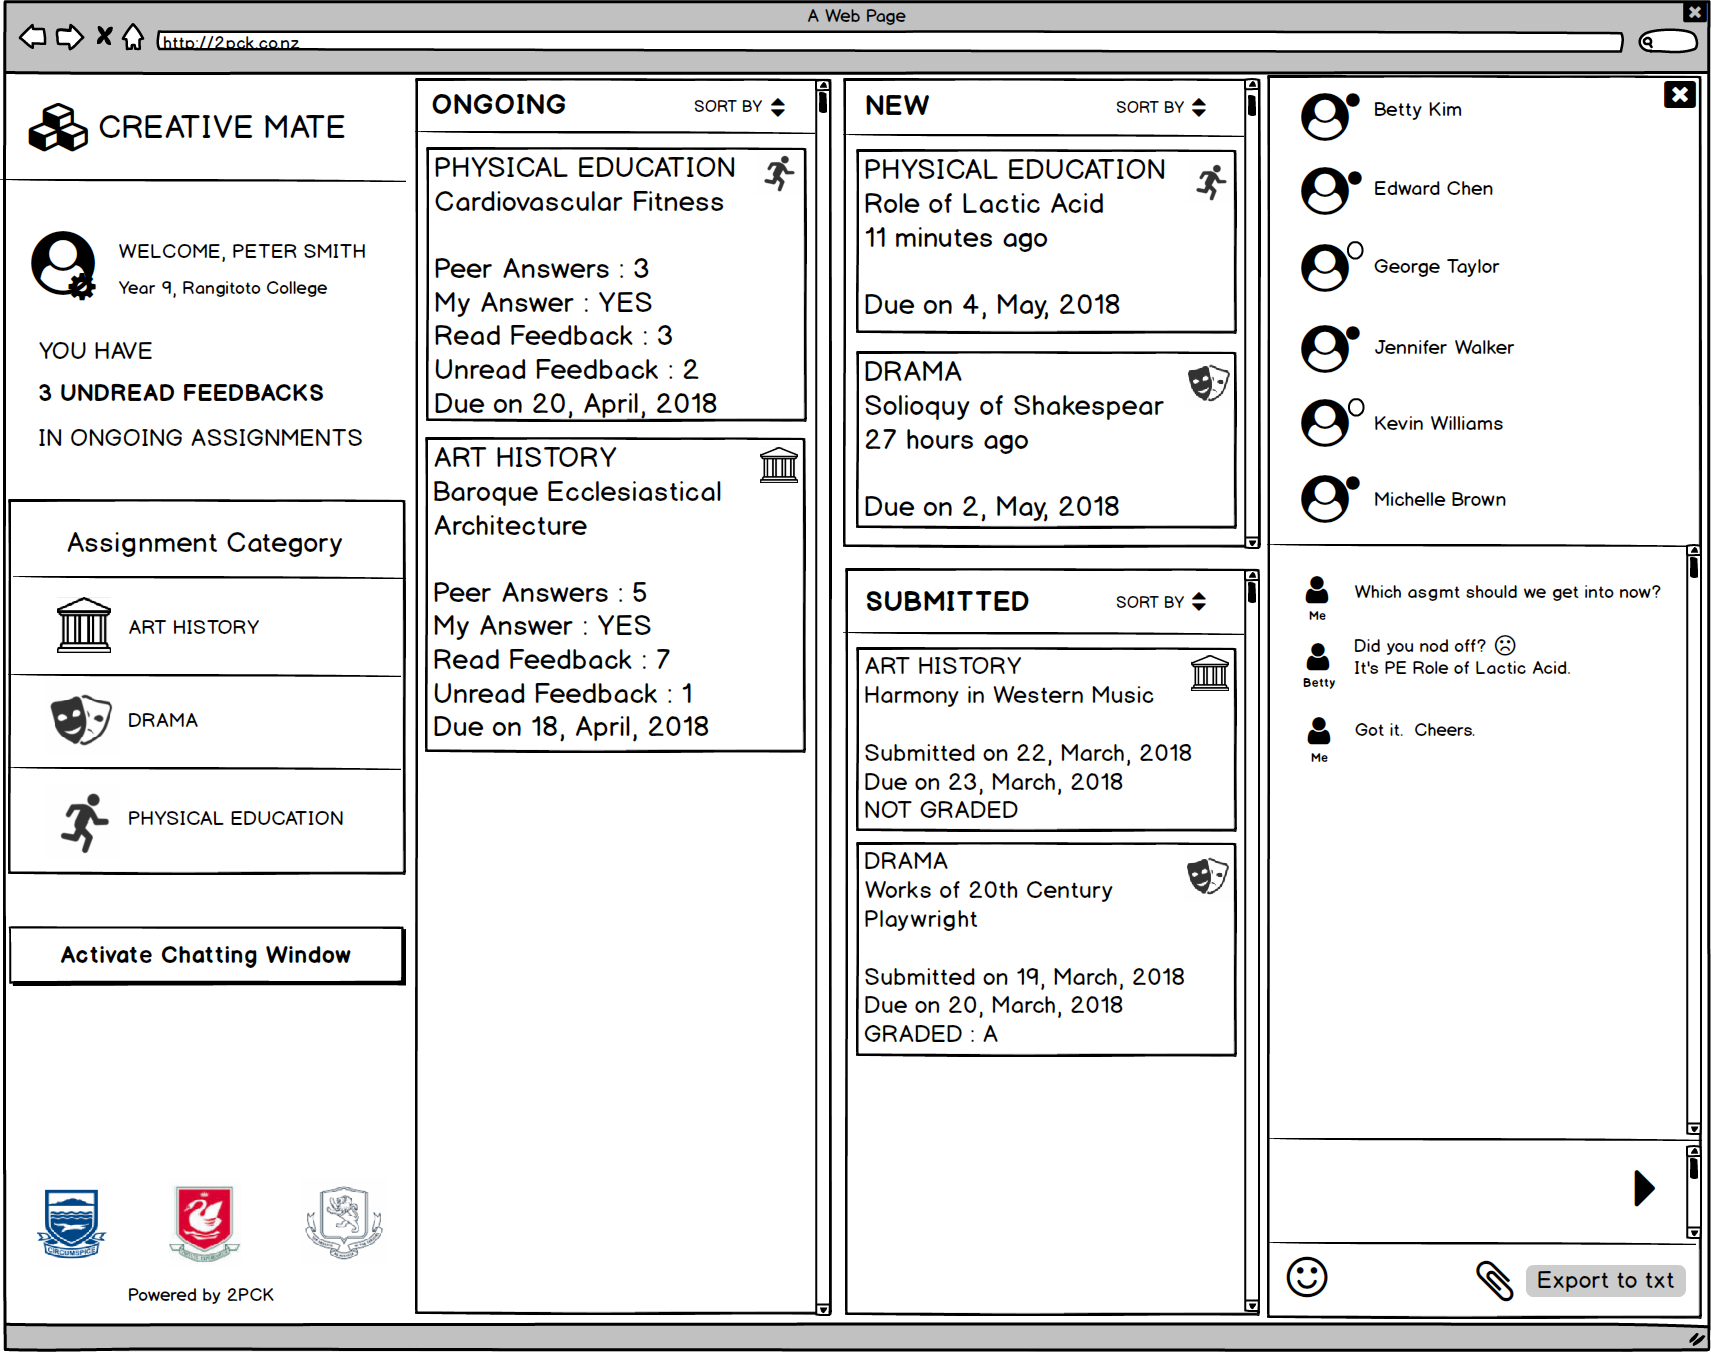 A Web Page
http://2pck.co.nz
CREATIVE MATE
WELCOME, PETER SMITH
Year 9, Rangitoto College
YOU HAVE
3 UNDREAD FEEDBACKS
IN ONGOING ASSIGNMENTS
Assignment Category
ART HISTORY
DRAMA
PHYSICAL EDUCATION
Activate Chatting Window
CIRCUMSPICE
Powered by 2PCK
ONGOING
SORT BY
PHYSICAL EDUCATION
Cardiovascular Fitness
Peer Answers : 3
My Answer : YES
Read Feedback : 3
Unread Feedback : 2
Due on 20, April, 2018
ART HISTORY
Baroque Ecclesiastical
Architecture
Peer Answers : 5
My Answer : YES
Read Feedback : 7
Unread Feedback : 1
Due on 18, April, 2018
NEW
SORT BY
PHYSICAL EDUCATION
Role of Lactic Acid
11 minutes ago
Due on 4, May, 2018
DRAMA
Solioquy of Shakespear
27 hours ago
Due on 2, May, 2018
SUBMITTED
SORT BY
ART HISTORY
Harmony in Western Music
Submitted on 22, March, 2018
Due on 23, March, 2018
NOT GRADED
DRAMA
Works of 20th Century
Playwright
Submitted on 19, March, 2018
Due on 20, March, 2018
GRADED : A
Betty Kim
Edward Chen
George Taylor
Jennifer Walker
Kevin Williams
Michelle Brown
Me
Which asgmt should we get into now?
Betty
Did you nod off? ☹
It's PE Role of Lactic Acid.
Me
Got it. Cheers.
Export to txt